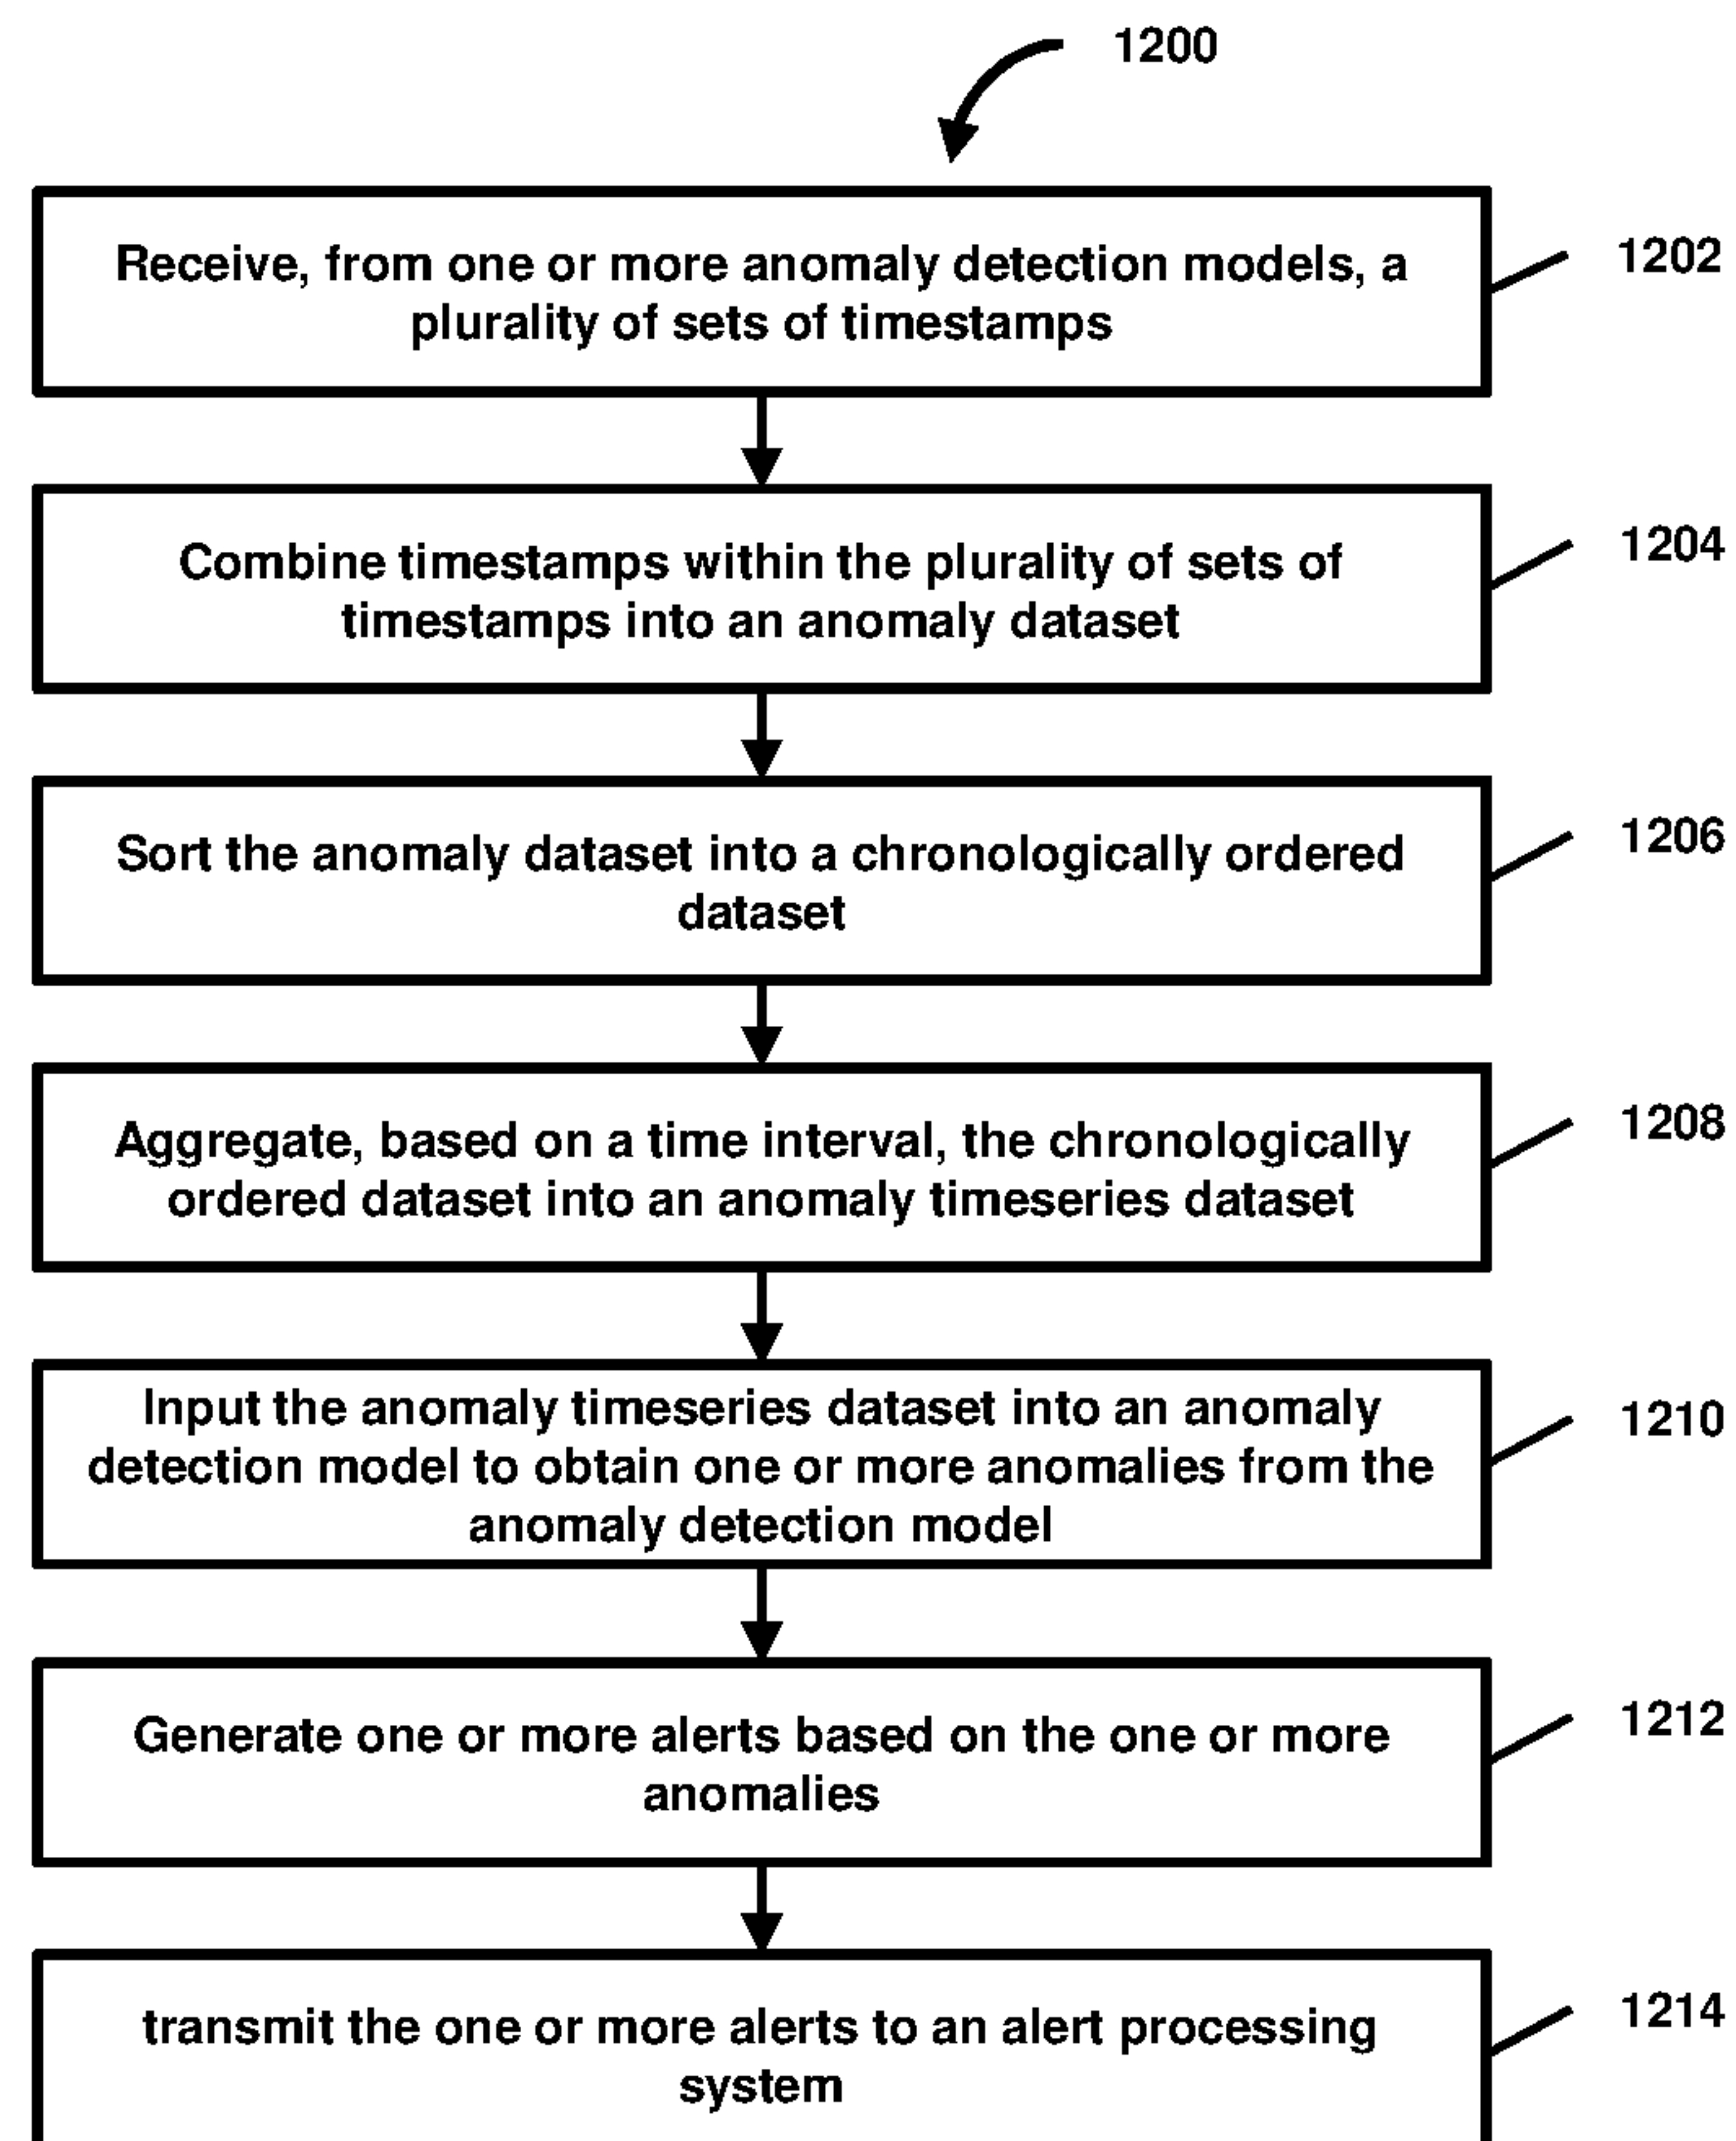 1200
Receive, from one or more anomaly detection models, a
plurality of sets of timestamps
1202
Combine timestamps within the plurality of sets of
timestamps into an anomaly dataset
1204
Sort the anomaly dataset into a chronologically ordered
dataset
1206
Aggregate, based on a time interval, the chronologically
ordered dataset into an anomaly timeseries dataset
1208
Input the anomaly timeseries dataset into an anomaly
detection model to obtain one or more anomalies from the
anomaly detection model
1210
Generate one or more alerts based on the one or more
anomalies
1212
transmit the one or more alerts to an alert processing
system
1214